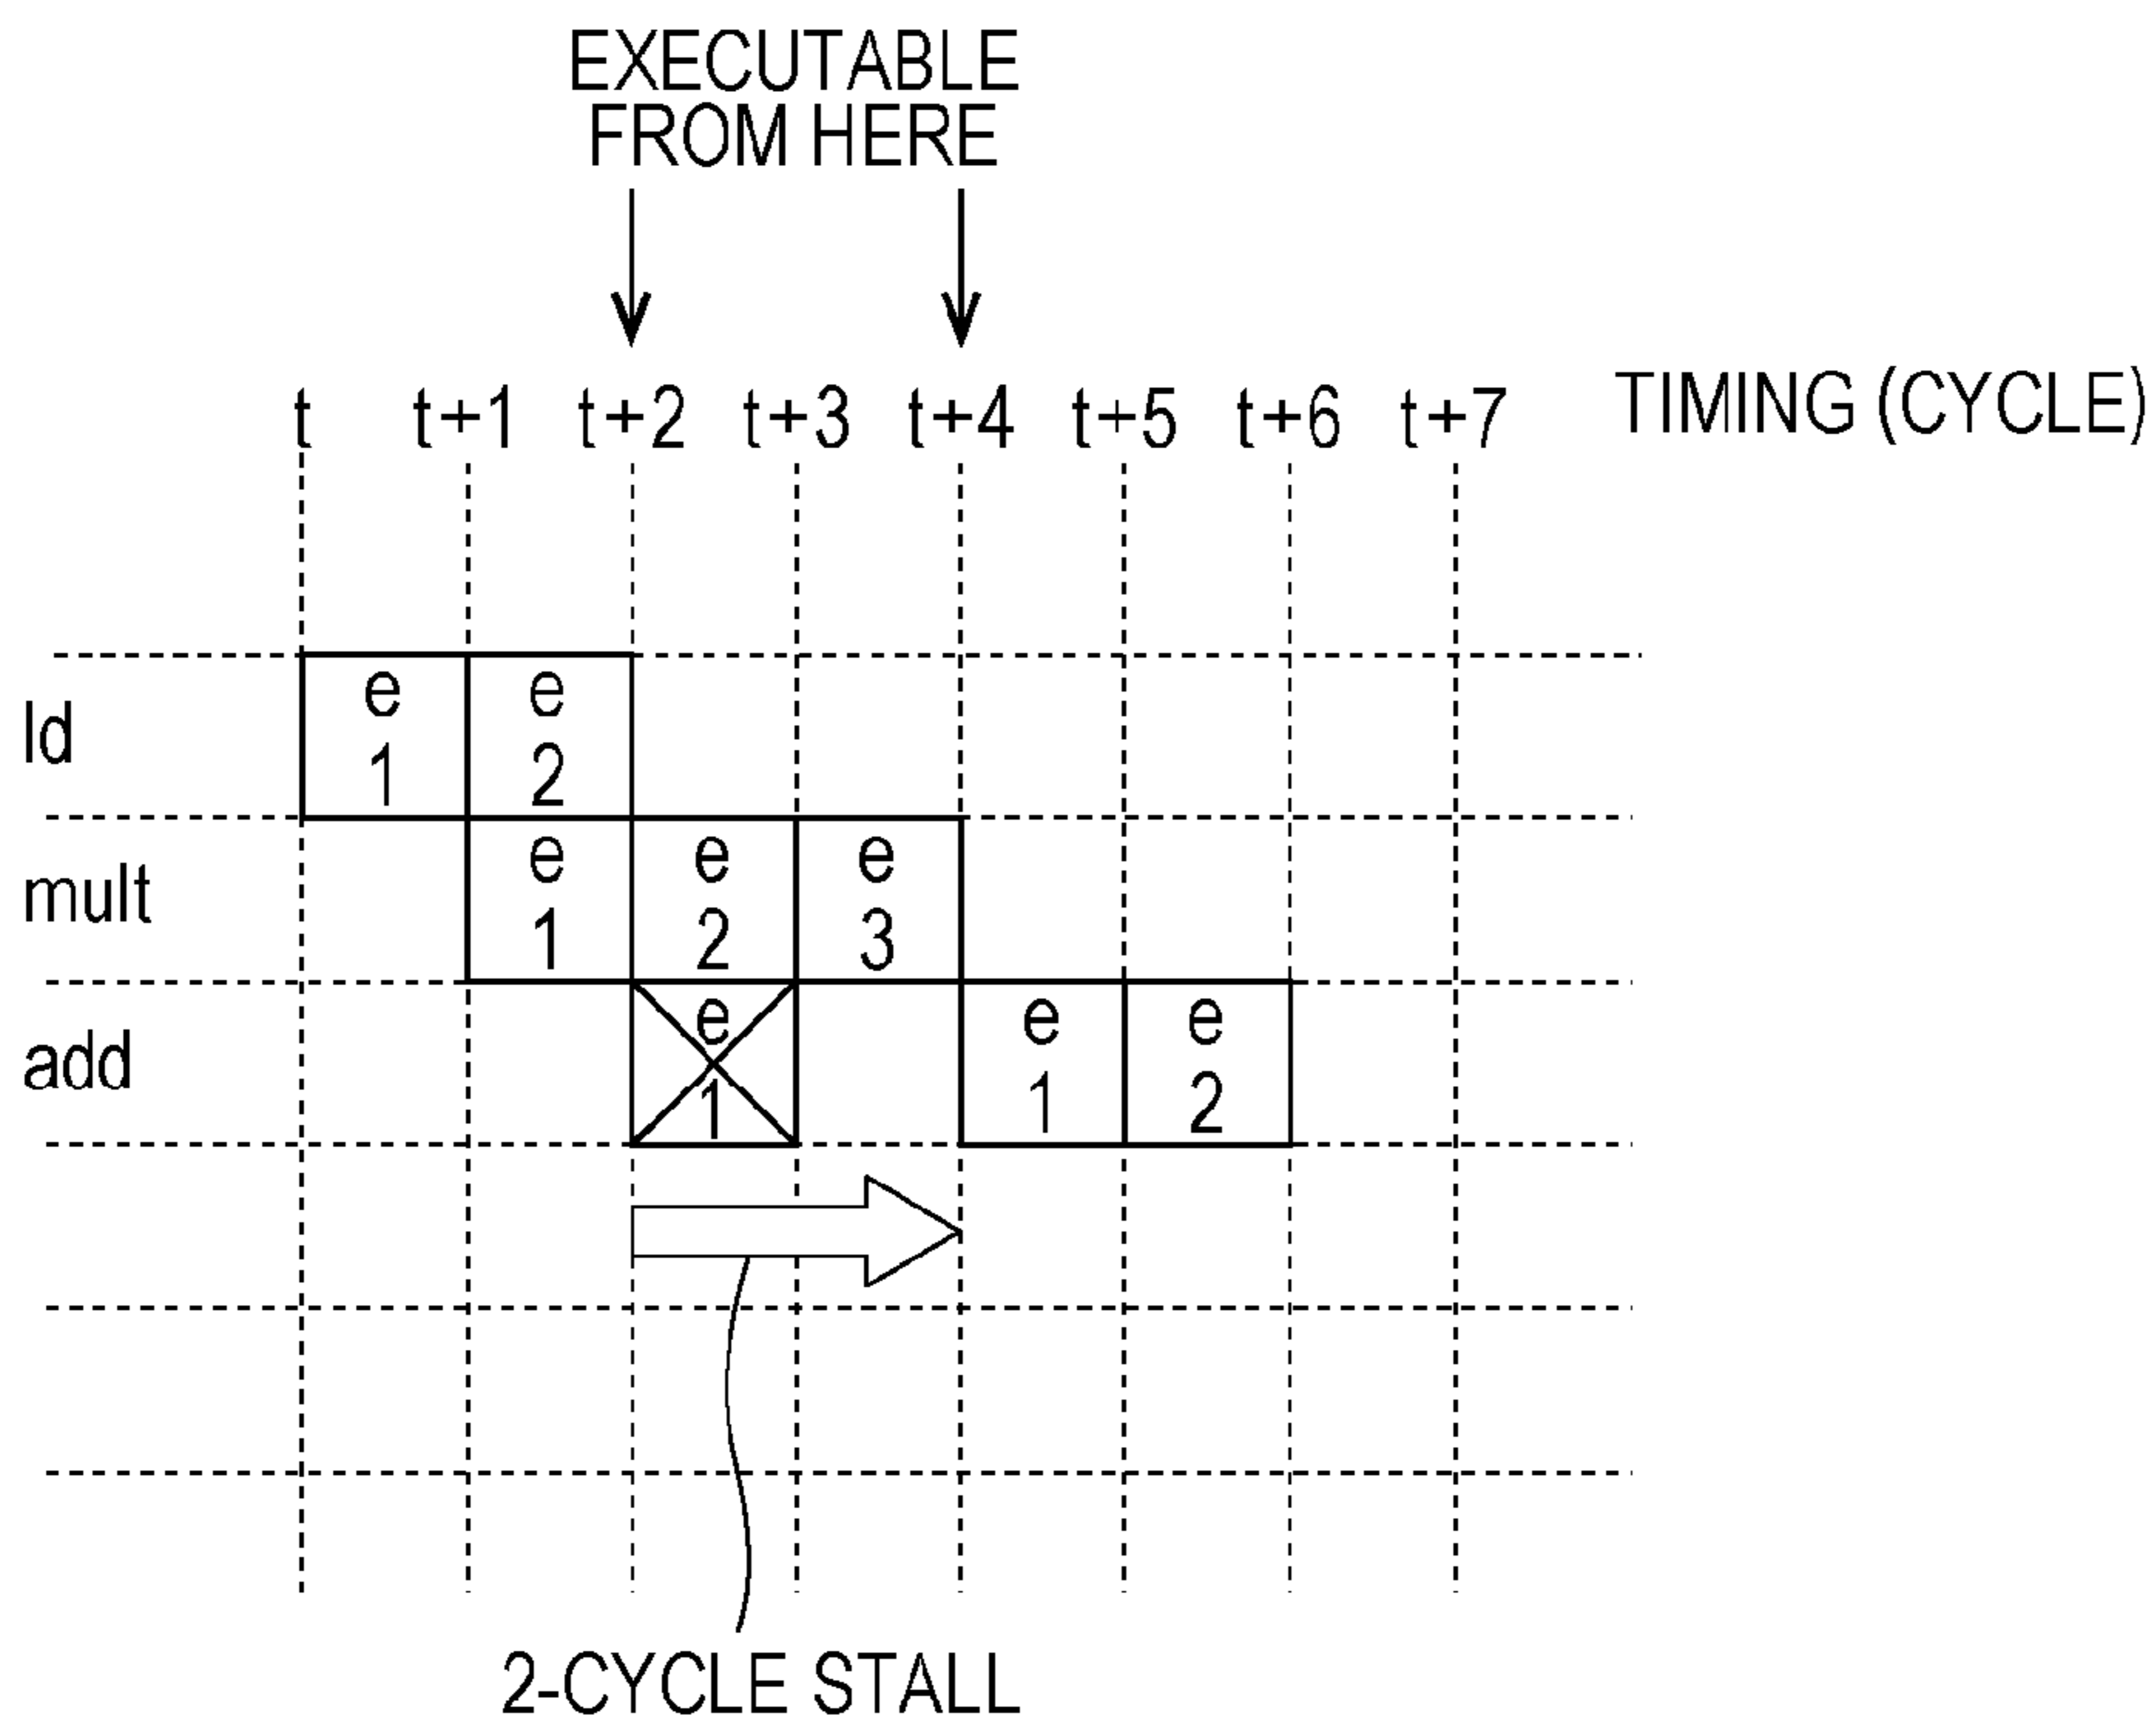 EXECUTABLE
FROM HERE
t t+1 t+2 t+3 t+4 t+5 t+6 t+7 TIMING (CYCLE)
ld
e 1
e 2
mult
e 1
e 2
e 3
add
e 1
e 1
e 2
2-CYCLE STALL